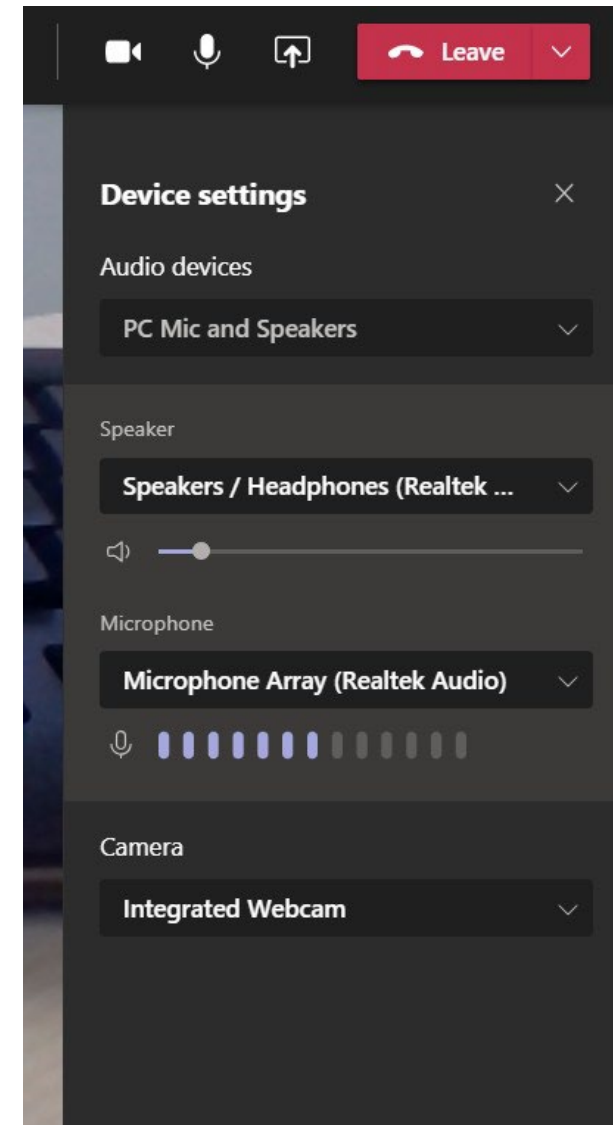 Leave
Device settings
Audio devices
PC Mic and Speakers
Speaker
Speakers / Headphones (Realtek ...
Microphone
Microphone Array (Realtek Audio)
Camera
Integrated Webcam